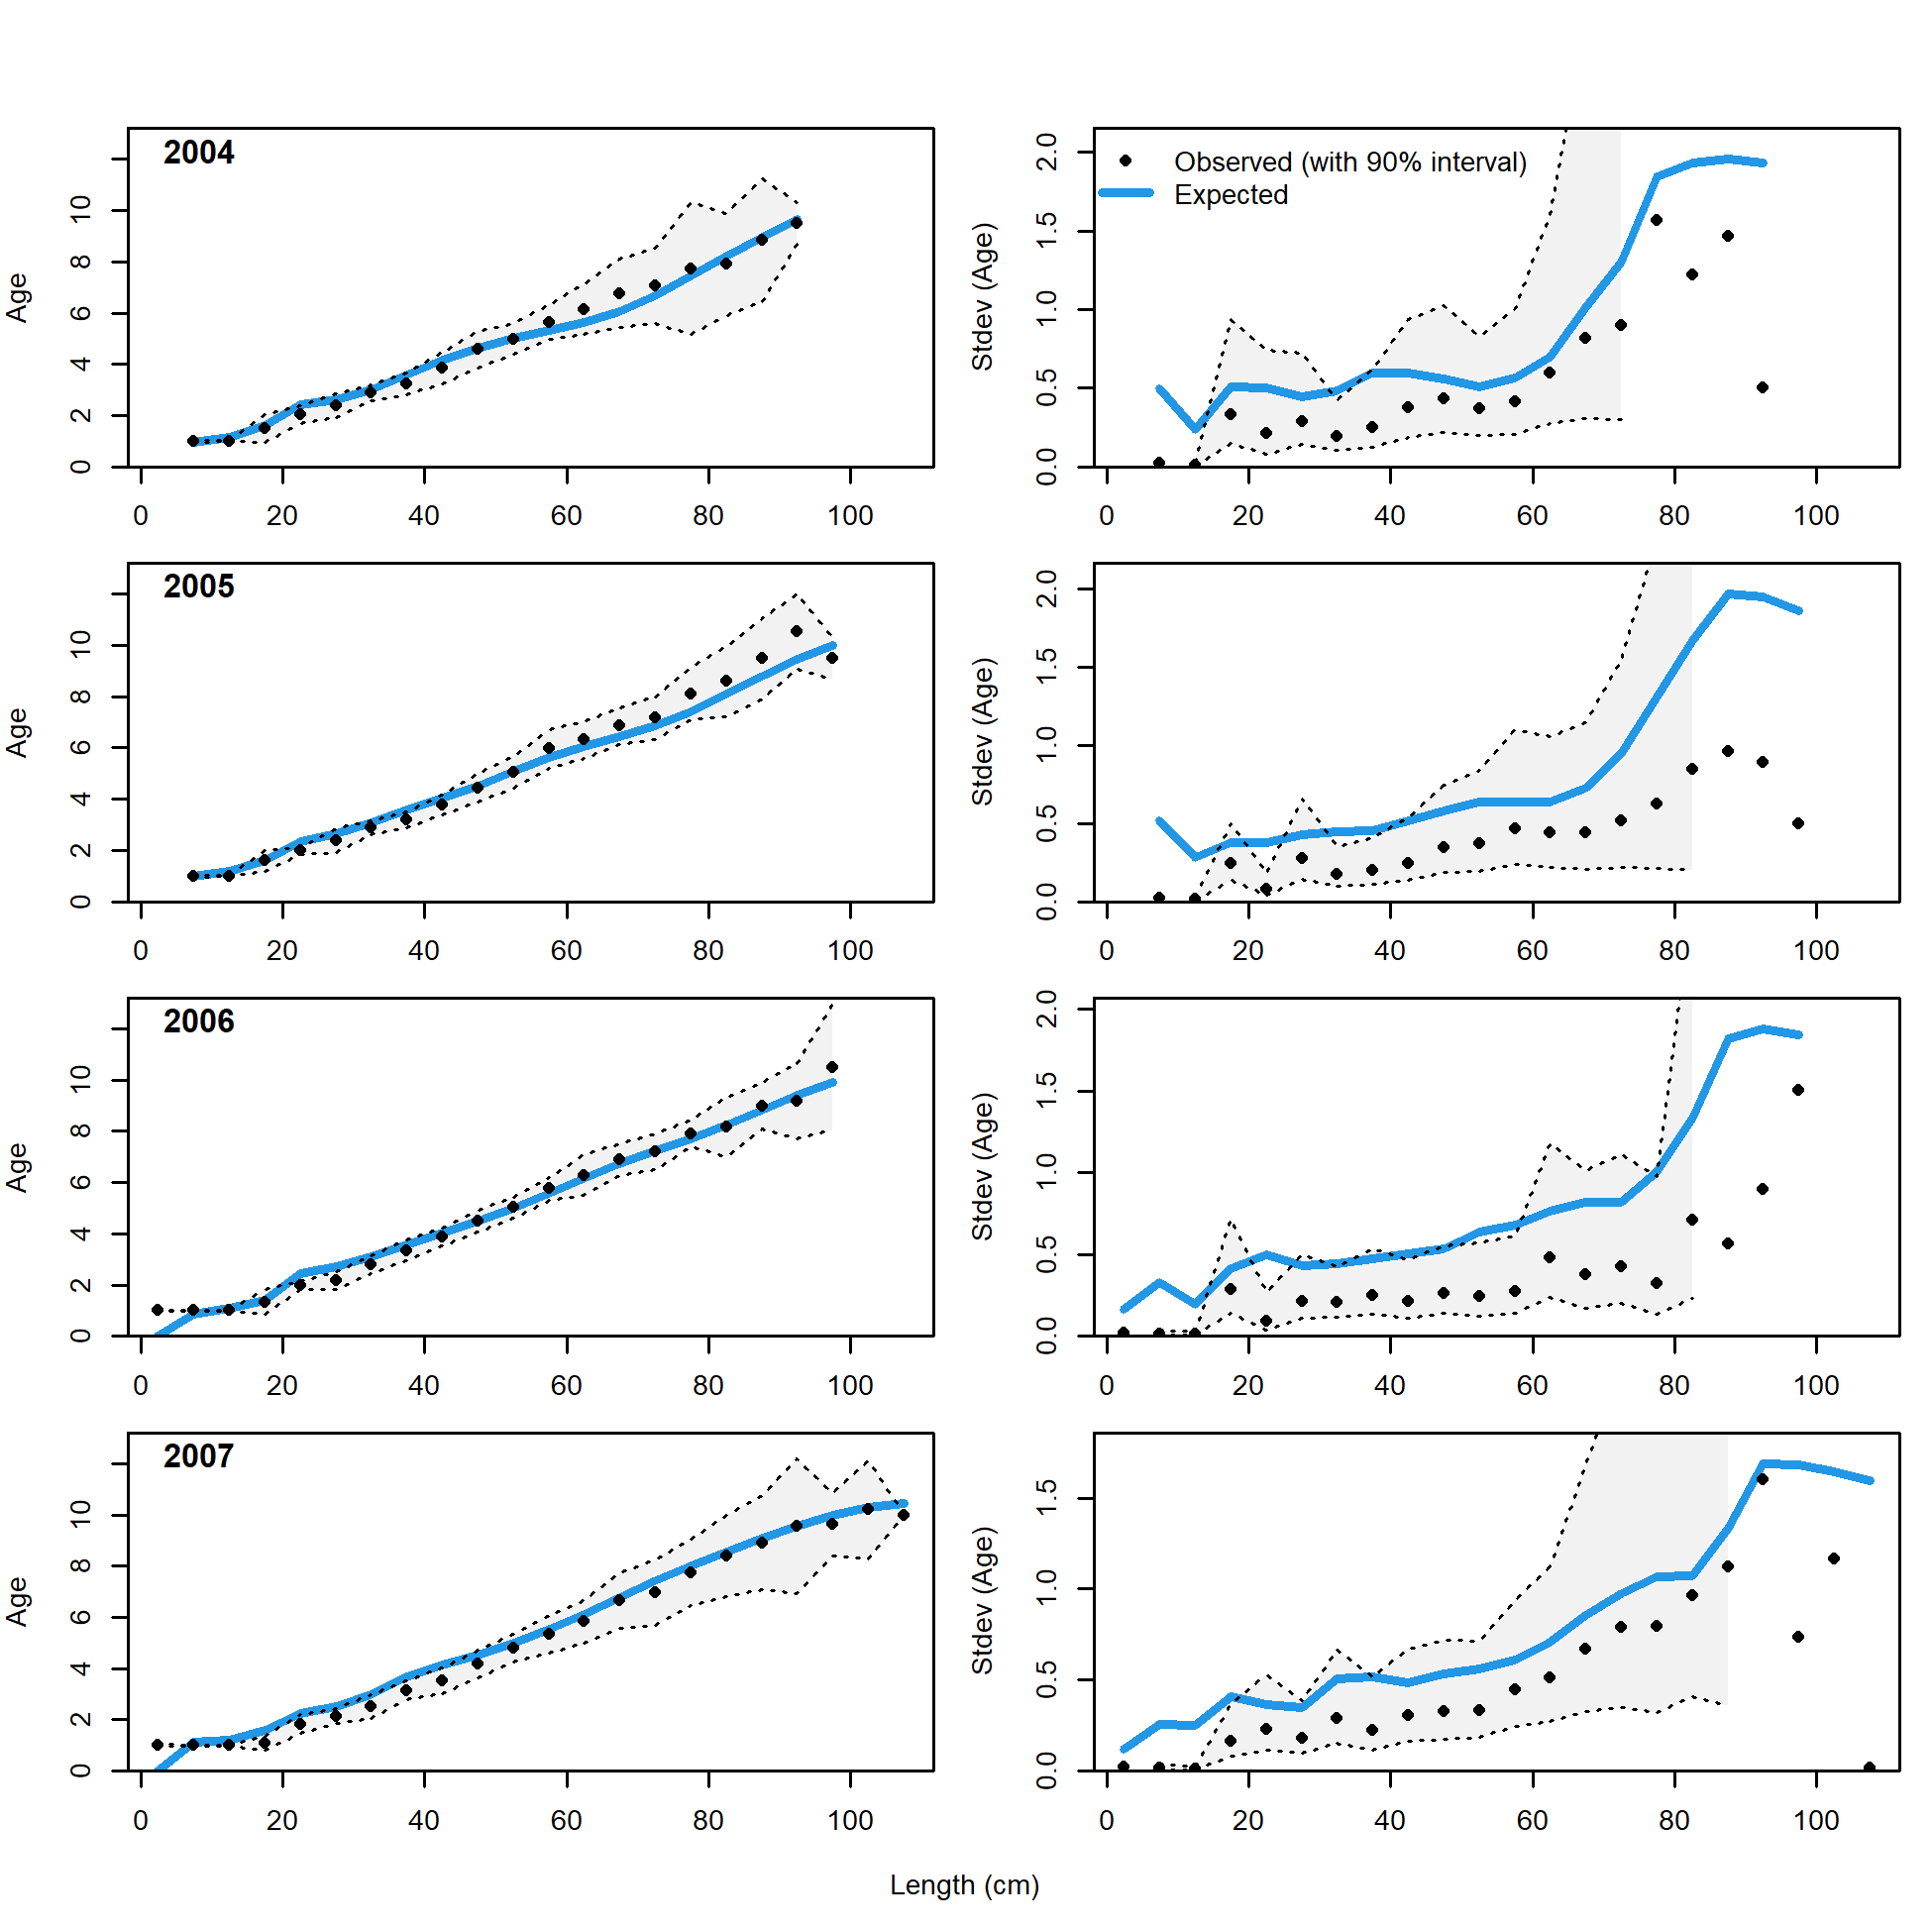 2004
Age
0 2 4 6 8 10
0 20 40 60 80 100
Observed (with 90% interval)
Expected
Stdev (Age)
0.0 0.5 1.0 1.5 2.0
0 20 40 60 80 100
2005
Age
0 2 4 6 8 10
0 20 40 60 80 100
Stdev (Age)
0.0 0.5 1.0 1.5 2.0
0 20 40 60 80 100
2006
Age
0 2 4 6 8 10
0 20 40 60 80 100
Stdev (Age)
0.0 0.5 1.0 1.5 2.0
0 20 40 60 80 100
2007
Age
0 2 4 6 8 10
0 20 40 60 80 100
Stdev (Age)
0.0 0.5 1.0 1.5
0 20 40 60 80 100
Length (cm)